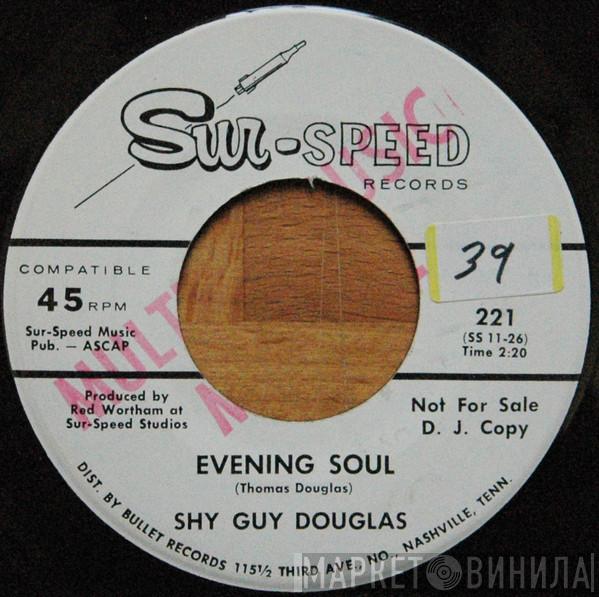 Sur-SPEED
RECORDS
COMPATIBLE
45 RPM
Sur-Speed Music
Pub. — ASCAP
39
221
(SS 11-26)
Time 2:20
Produced by
Red Wortham at
Sur-Speed Studios
Not For Sale
D. J. Copy
EVENING SOUL
(Thomas Douglas)
SHY GUY DOUGLAS
DIST. BY BULLET RECORDS 115½ THIRD AVE., NO., NASHVILLE, TENN.
МАРКЕТ ВИНИЛА